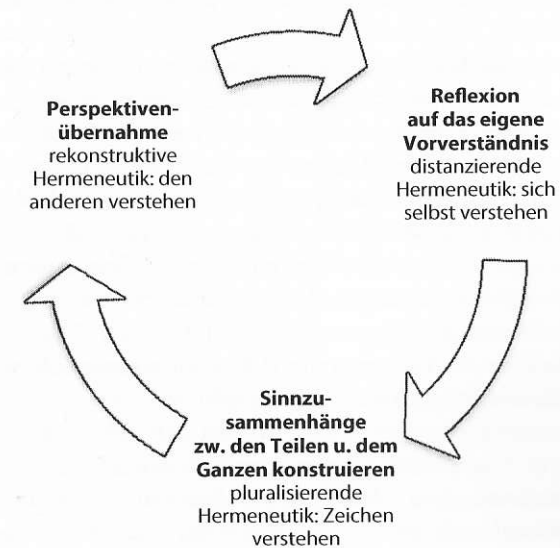 Perspektiven-
übernahme
rekonstruktive
Hermeneutik: den
anderen verstehen
Reflexion
auf das eigene
Vorverständnis
distanzierende
Hermeneutik: sich
selbst verstehen
Sinnzu-
sammenhänge
zw. den Teilen u. dem
Ganzen konstruieren
pluralisierende
Hermeneutik: Zeichen
verstehen